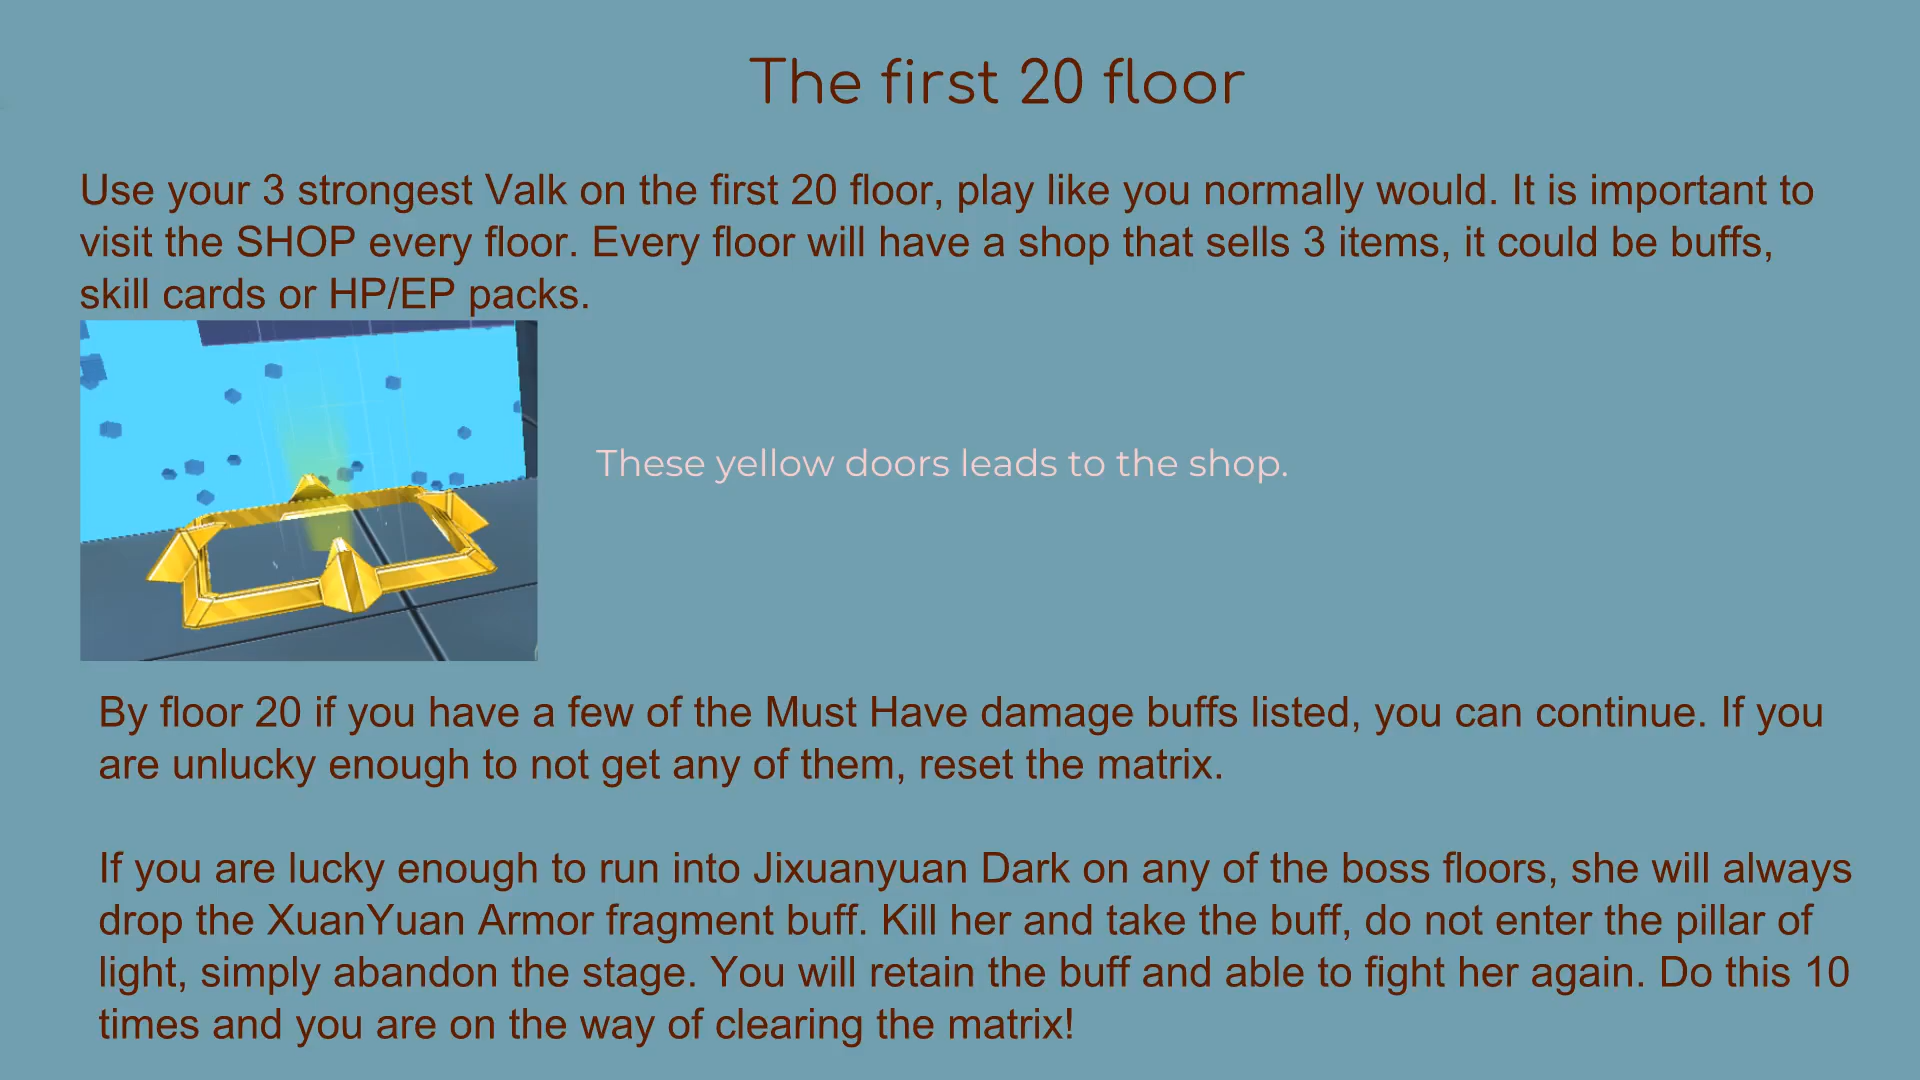 The first 20 floor
Use your 3 strongest Valk on the first 20 floor, play like you normally would. It is important to
visit the SHOP every floor. Every floor will have a shop that sells 3 items, it could be buffs,
skill cards or HP/EP packs.
These yellow doors leads to the shop.
By floor 20 if you have a few of the Must Have damage buffs listed, you can continue. If you
are unlucky enough to not get any of them, reset the matrix.
If you are lucky enough to run into Jixuanyuan Dark on any of the boss floors, she will always
drop the XuanYuan Armor fragment buff. Kill her and take the buff, do not enter the pillar of
light, simply abandon the stage. You will retain the buff and able to fight her again. Do this 10
times and you are on the way of clearing the matrix!